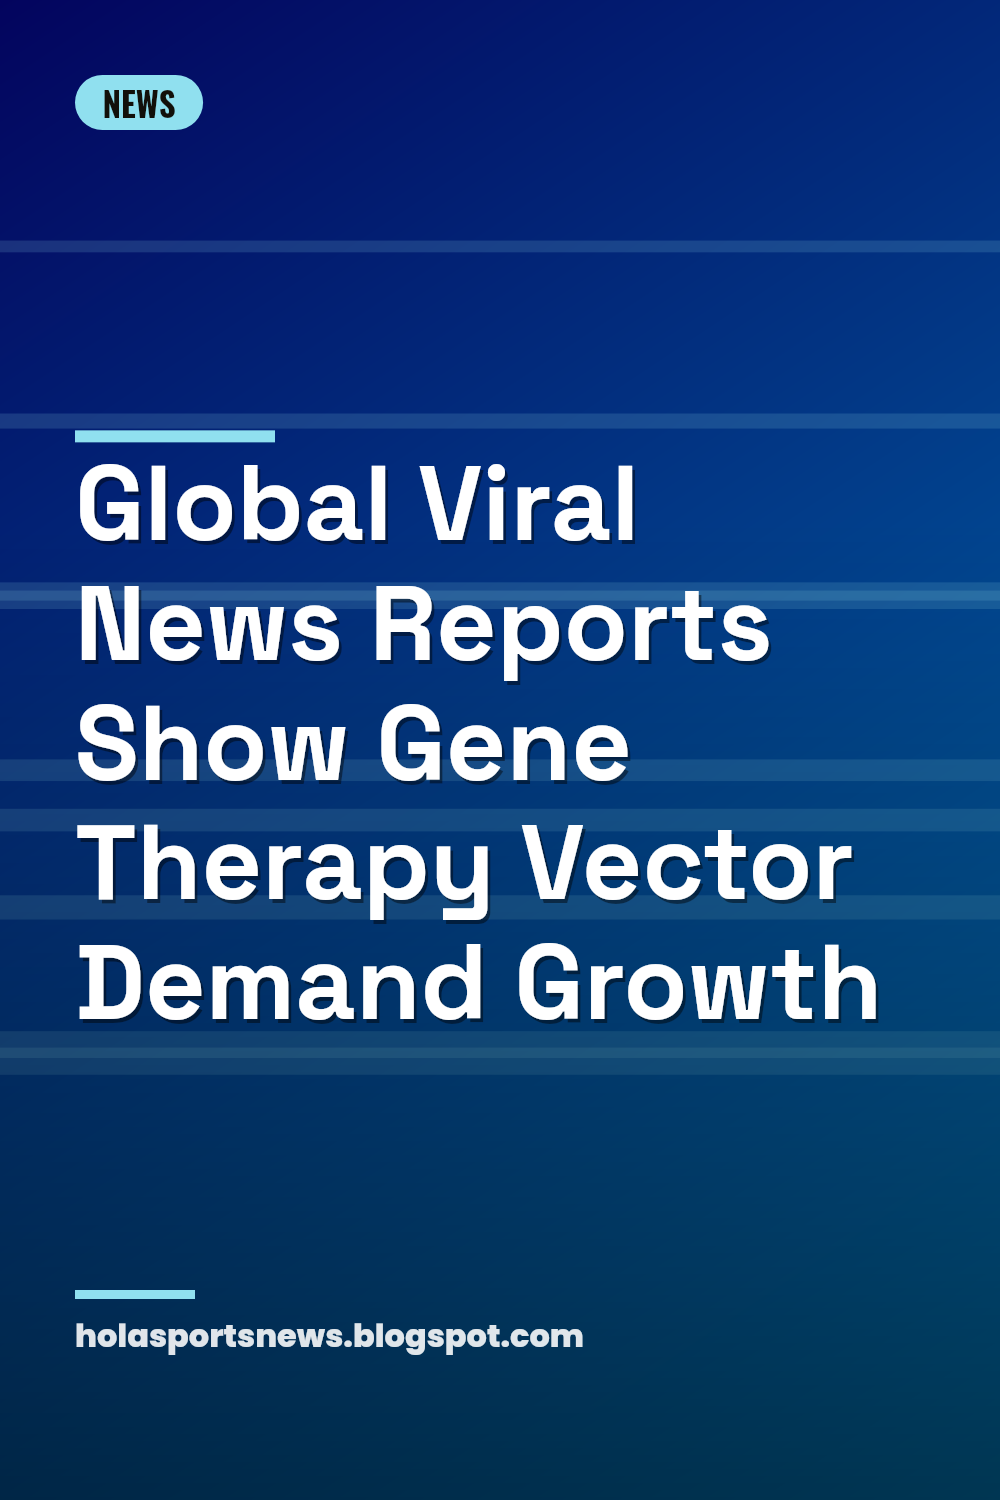 NEWS
Global Viral
News Reports
Show Gene
Therapy Vector
Demand Growth
holasportsnews.blogspot.com